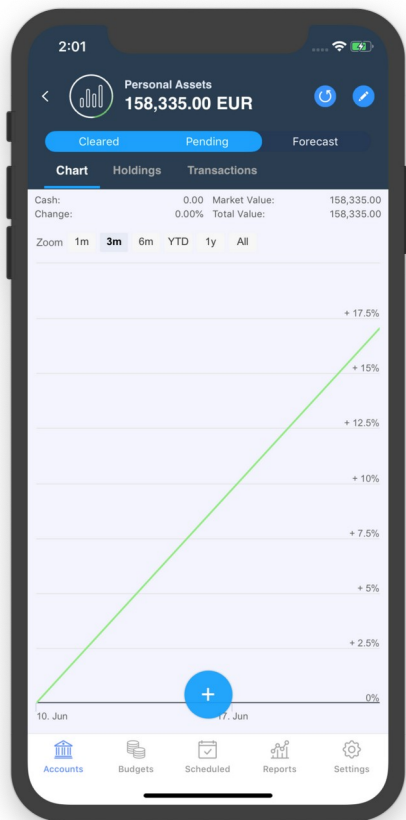 2:01
Personal Assets
158,335.00 EUR
Cleared Pending Forecast
Chart Holdings Transactions
Cash: 0.00 Market Value: 158,335.00
Change: 0.00% Total Value: 158,335.00
Zoom 1m 3m 6m YTD 1y All
+ 17.5%
+ 15%
+ 12.5%
+ 10%
+ 7.5%
+ 5%
+ 2.5%
0%
+
10. Jun 17. Jun
Accounts Budgets Scheduled Reports Settings